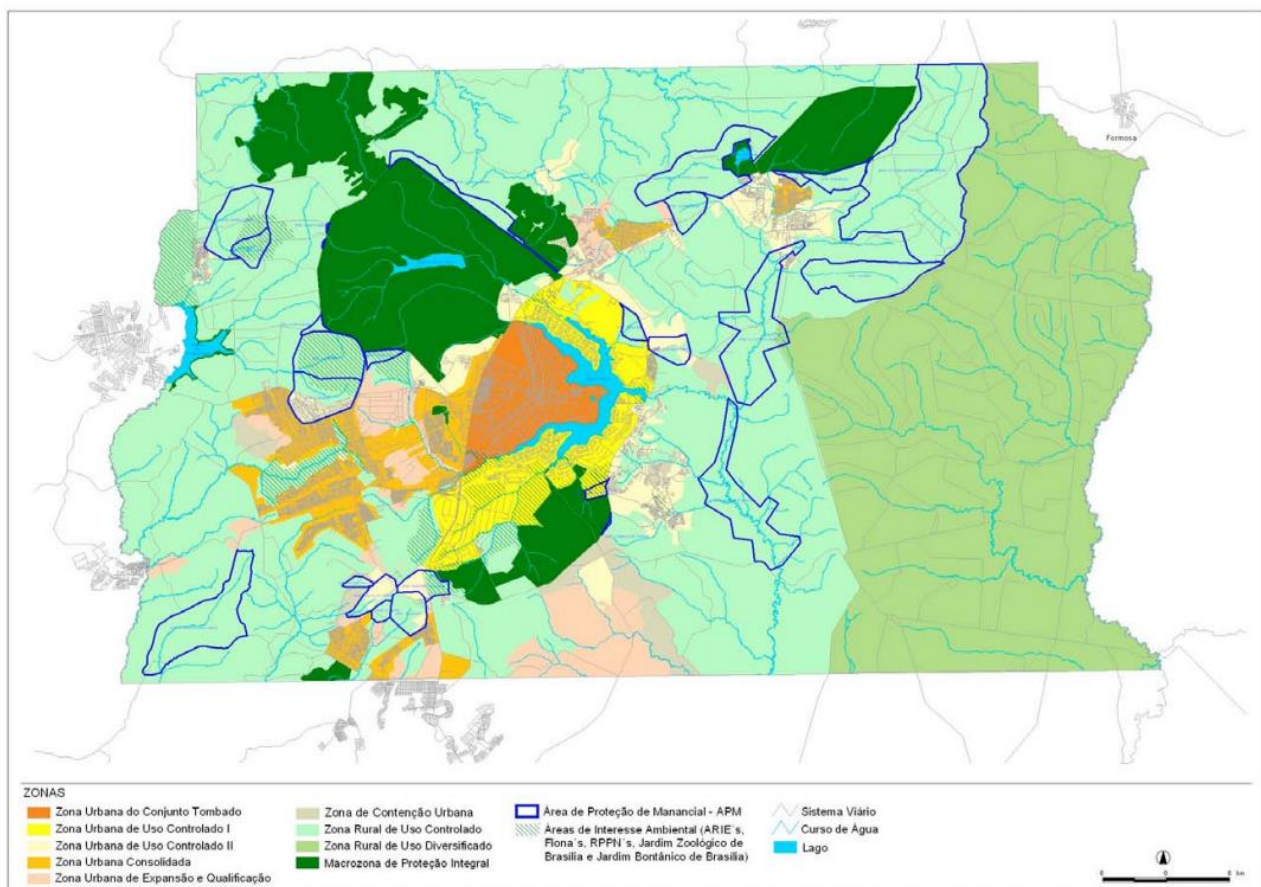 Formosa
ZONAS
Zona Urbana do Conjunto Tombado
Zona Urbana de Uso Controlado I
Zona Urbana de Uso Controlado II
Zona Urbana Consolidada
Zona Urbana de Expansão e Qualificação
Zona de Contenção Urbana
Zona Rural de Uso Controlado
Zona Rural de Uso Diversificado
Macrozona de Proteção Integral
Área de Proteção de Manancial - APM
Áreas de Interesse Ambiental (ARIE´s,
Flona´s, RPPN´s, Jardim Zoológico de
Brasília e Jardim Bontânico de Brasília)
Sistema Viário
Curso de Água
Lago
km